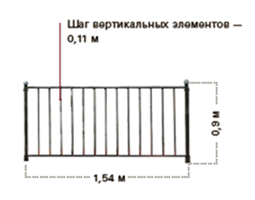 Шаг вертикальных элементов —
0,11 м
0,9 м
1,54 м